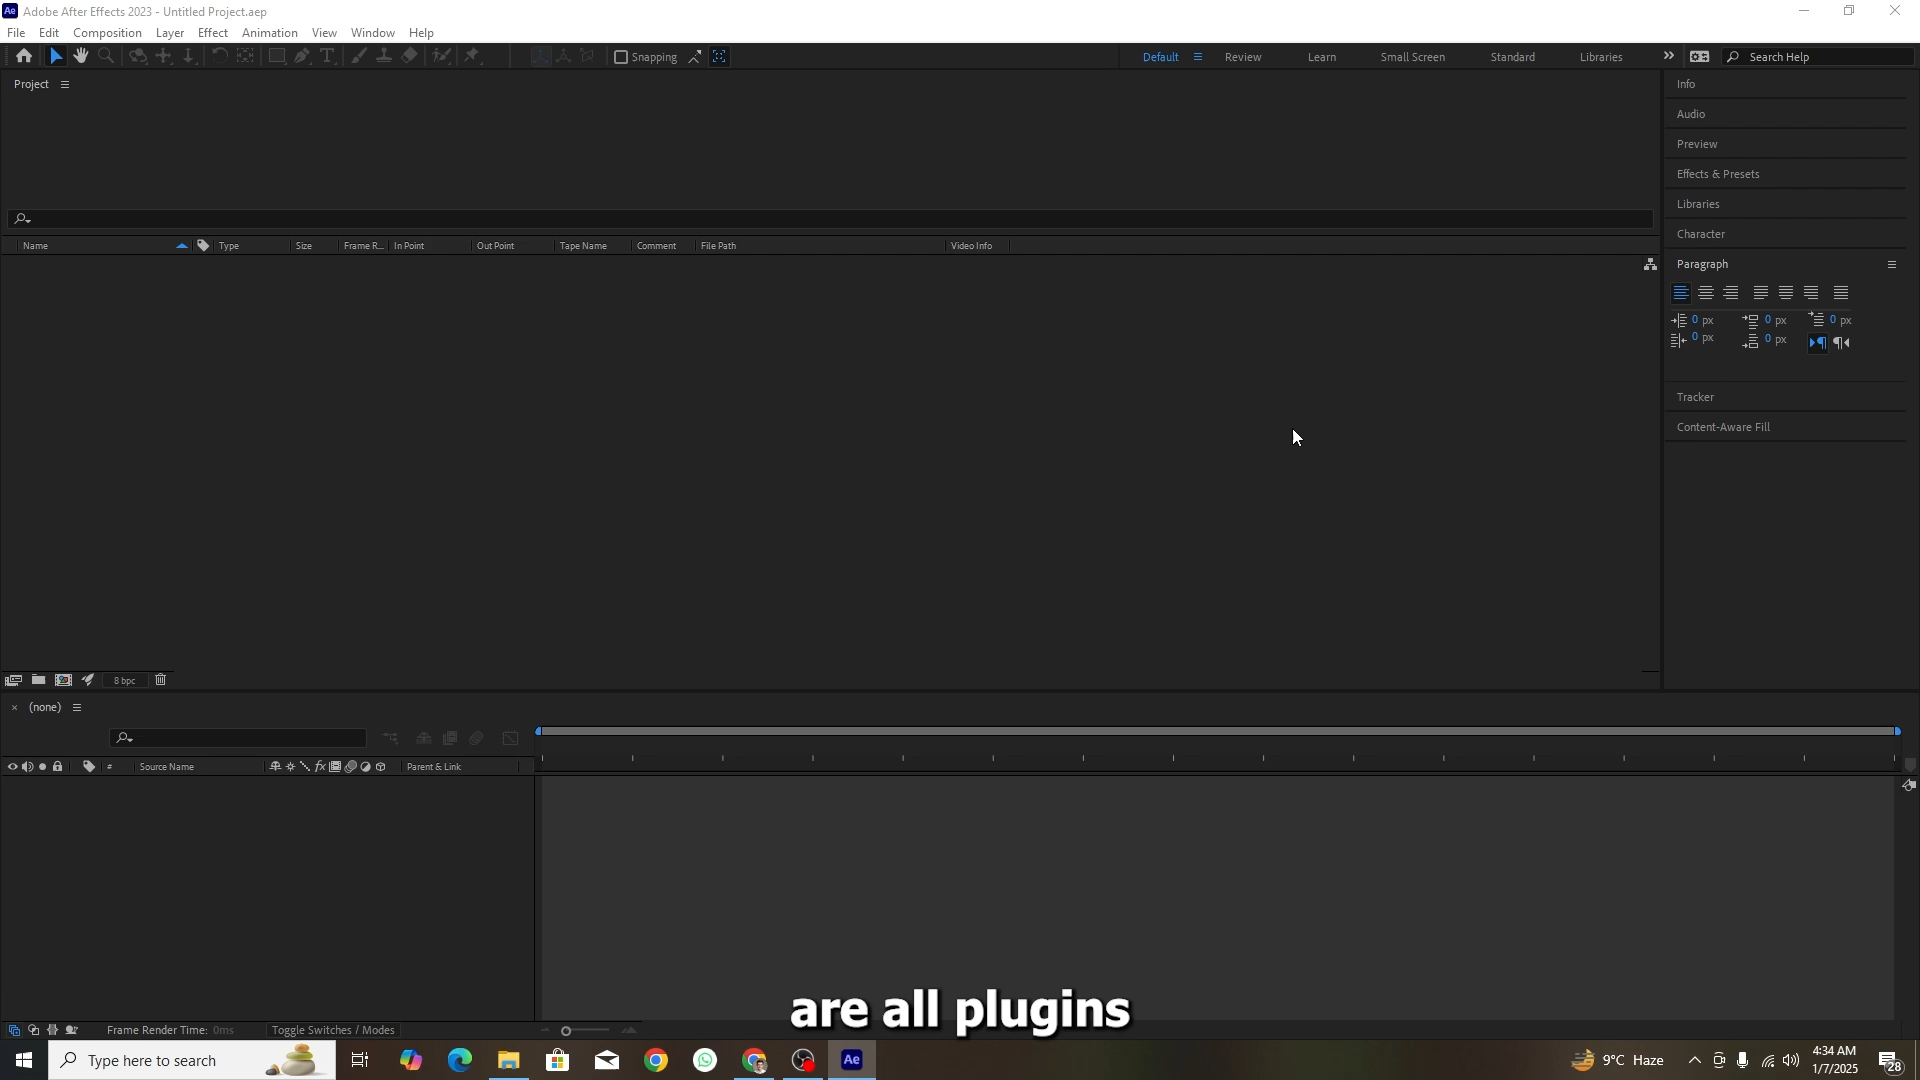 Ae Adobe After Effects 2023 - Untitled Project.aep
File Edit Composition Layer Effect Animation View Window Help
Snapping Default Review Learn Small Screen Standard Libraries Search Help
Project
Name Type Size Frame R... In Point Out Point Tape Name Comment File Path Video Info
Info
Audio
Preview
Effects & Presets
Libraries
Character
Paragraph
0 px 0 px 0 px
0 px 0 px
Tracker
Content-Aware Fill
8 bpc
× (none)
# Source Name Parent & Link
are all plugins
Frame Render Time: 0ms Toggle Switches / Modes
Type here to search Ae 9°C Haze 4:34 AM
1/7/2025 28